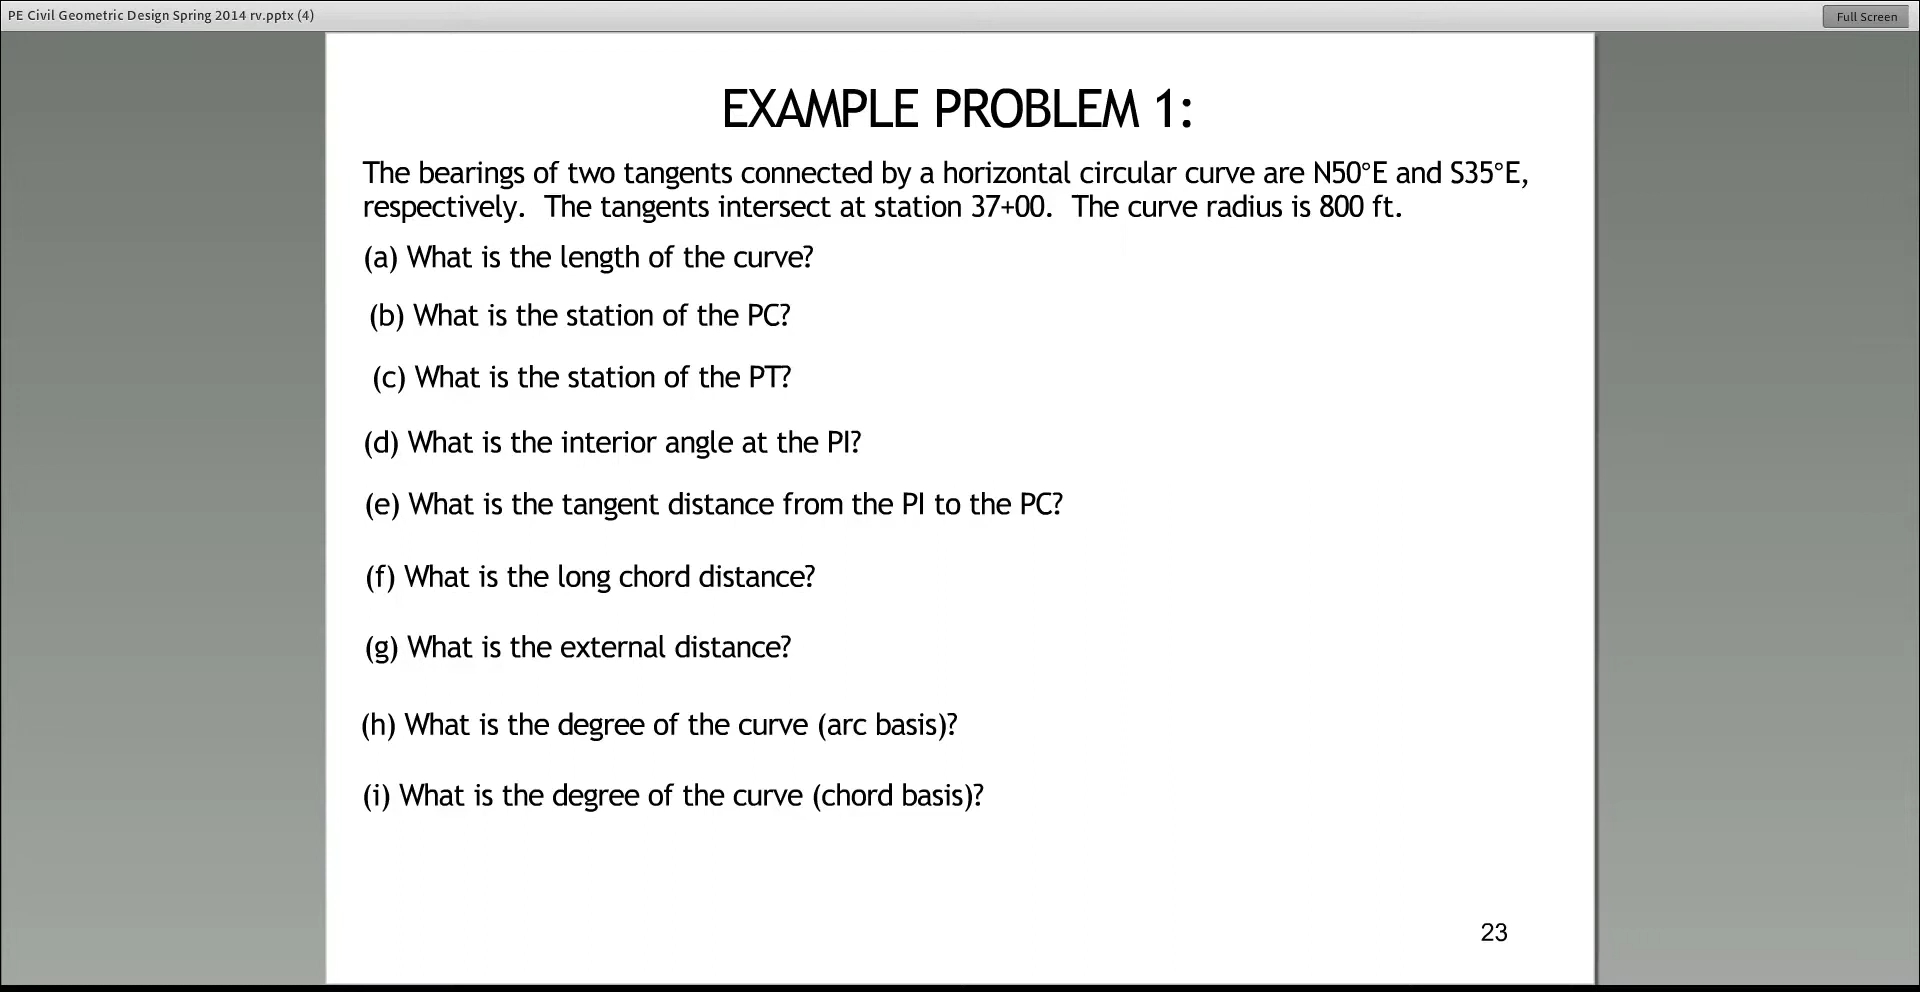 PE Civil Geometric Design Spring 2014 rv.pptx (4)
Full Screen
EXAMPLE PROBLEM 1:
The bearings of two tangents connected by a horizontal circular curve are N50°E and S35°E,
respectively.  The tangents intersect at station 37+00.  The curve radius is 800 ft.
(a) What is the length of the curve?
(b) What is the station of the PC?
(c) What is the station of the PT?
(d) What is the interior angle at the PI?
(e) What is the tangent distance from the PI to the PC?
(f) What is the long chord distance?
(g) What is the external distance?
(h) What is the degree of the curve (arc basis)?
(i) What is the degree of the curve (chord basis)?
23